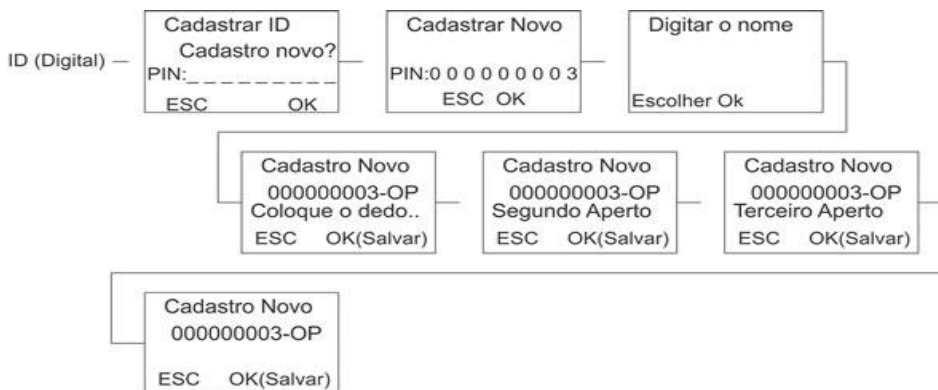 ID (Digital)
Cadastrar ID
Cadastro novo?
PIN:_ _ _ _ _ _ _ _ _ _
ESC OK
Cadastrar Novo
PIN:0 0 0 0 0 0 0 0 3
ESC OK
Digitar o nome
Escolher Ok
Cadastro Novo
000000003-OP
Coloque o dedo..
ESC OK(Salvar)
Cadastro Novo
000000003-OP
Segundo Aperto
ESC OK(Salvar)
Cadastro Novo
000000003-OP
Terceiro Aperto
ESC OK(Salvar)
Cadastro Novo
000000003-OP
ESC OK(Salvar)